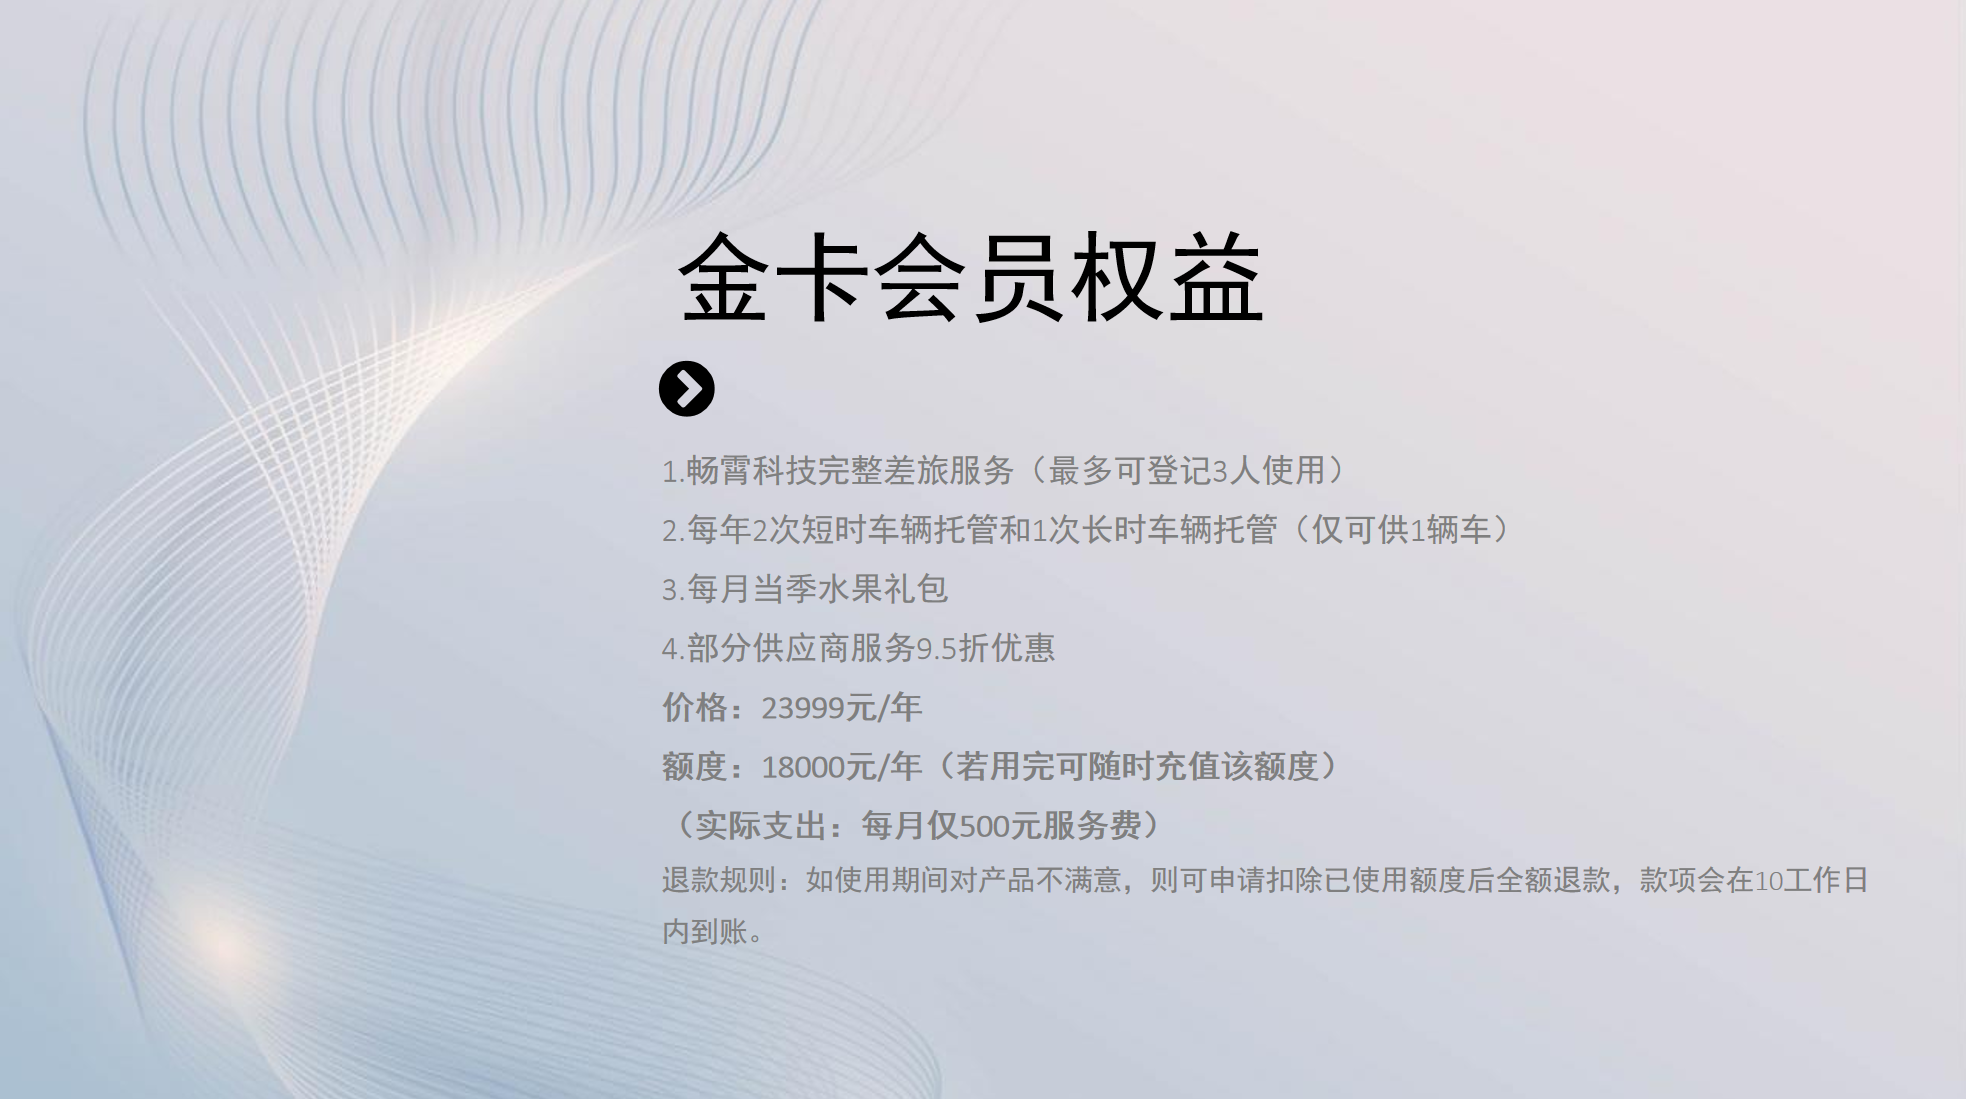 金卡会员权益
1.畅霄科技完整差旅服务（最多可登记3人使用）
2.每年2次短时车辆托管和1次长时车辆托管（仅可供1辆车）
3.每月当季水果礼包
4.部分供应商服务9.5折优惠
价格：23999元/年
额度：18000元/年（若用完可随时充值该额度）
（实际支出：每月仅500元服务费）
退款规则：如使用期间对产品不满意，则可申请扣除已使用额度后全额退款，款项会在10工作日
内到账。